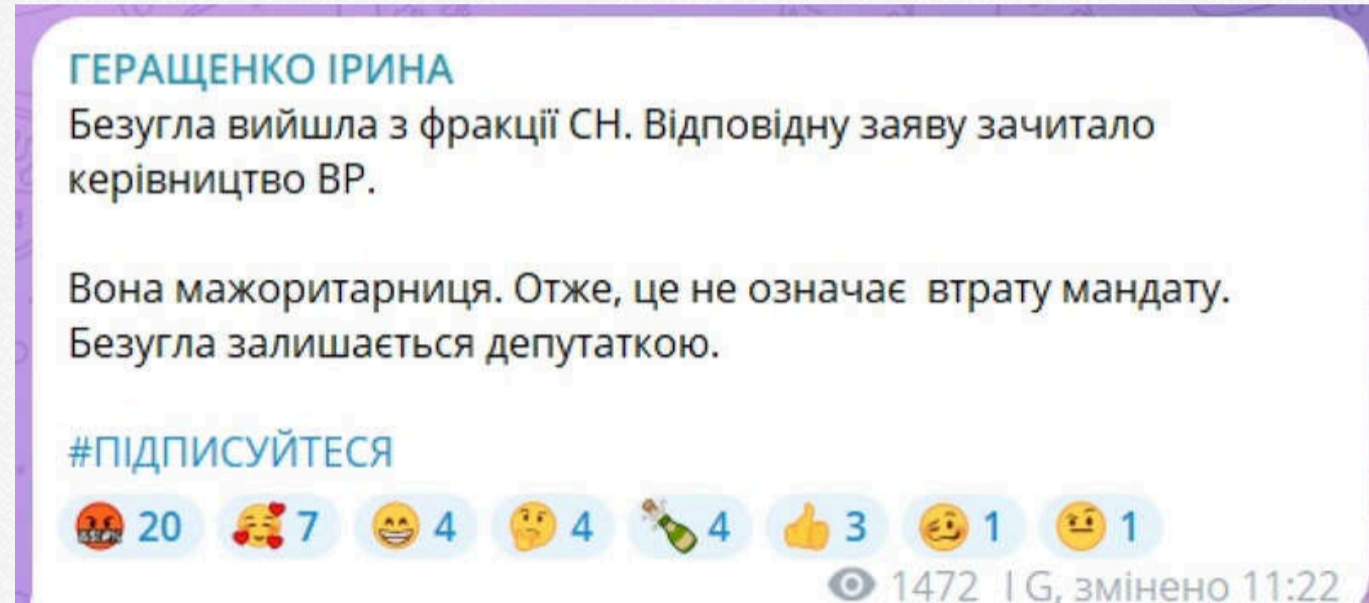 ГЕРАЩЕНКО ІРИНА
Безугла вийшла з фракції СН. Відповідну заяву зачитало
керівництво ВР.
Вона мажоритарниця. Отже, це не означає  втрату мандату.
Безугла залишається депутаткою.
#ПІДПИСУЙТЕСЯ
20 7 4 4 4 3 1 1
1472 I G, змінено 11:22